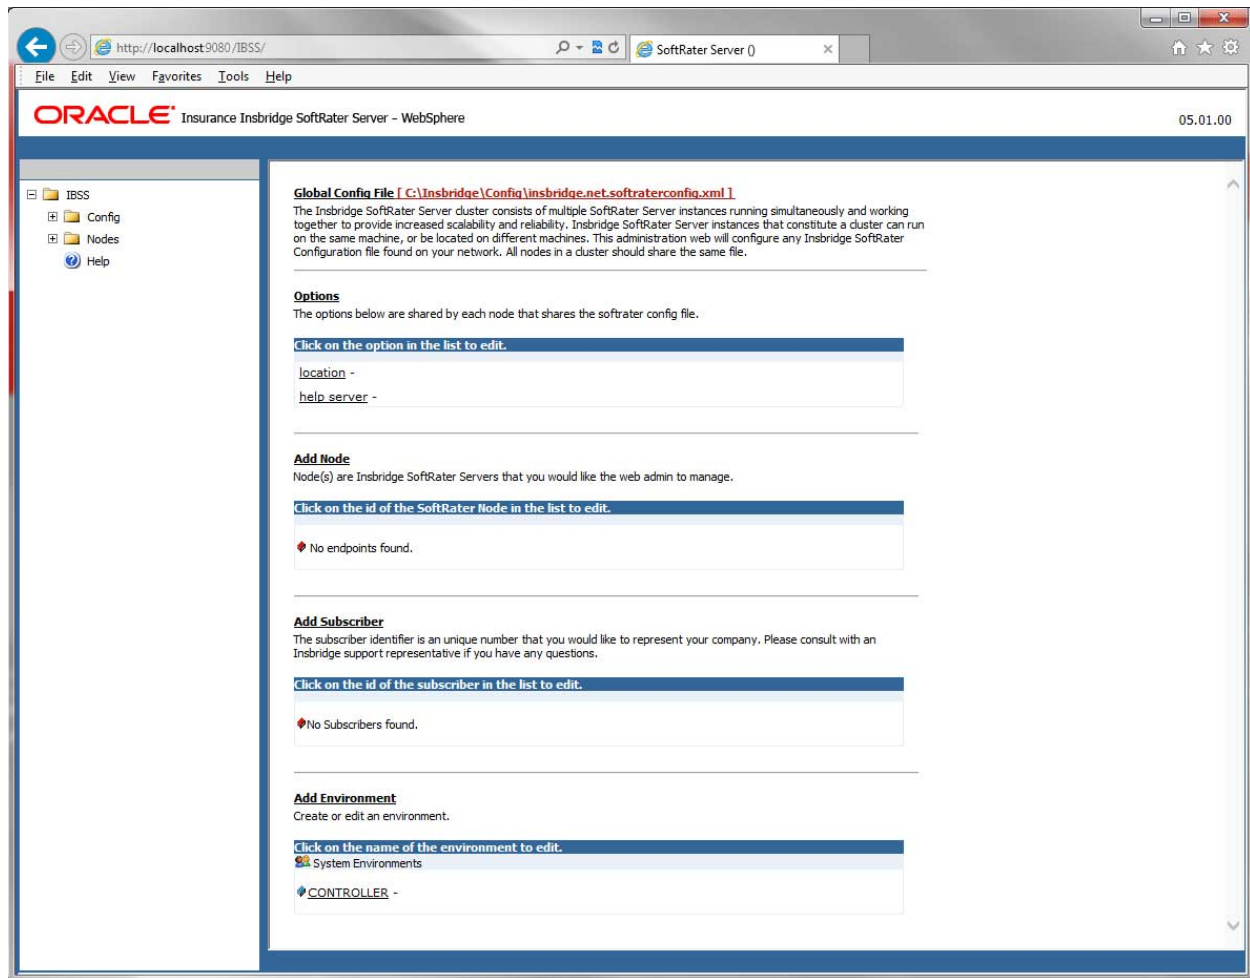 http://localhost:9080/IBSS/
SoftRater Server ()
File Edit View Favorites Tools Help
ORACLE Insurance Insbridge SoftRater Server - WebSphere
05.01.00
IBSS
Config
Nodes
Help
Global Config File [ C:\Insbridge\Config\insbridge.net.softraterconfig.xml ]
The Insbridge SoftRater Server cluster consists of multiple SoftRater Server instances running simultaneously and working
together to provide increased scalability and reliability. Insbridge SoftRater Server instances that constitute a cluster can run
on the same machine, or be located on different machines. This administration web will configure any Insbridge SoftRater
Configuration file found on your network. All nodes in a cluster should share the same file.
Options
The options below are shared by each node that shares the softrater config file.
Click on the option in the list to edit.
location -
help server -
Add Node
Node(s) are Insbridge SoftRater Servers that you would like the web admin to manage.
Click on the id of the SoftRater Node in the list to edit.
No endpoints found.
Add Subscriber
The subscriber identifier is an unique number that you would like to represent your company. Please consult with an
Insbridge support representative if you have any questions.
Click on the id of the subscriber in the list to edit.
No Subscribers found.
Add Environment
Create or edit an environment.
Click on the name of the environment to edit.
System Environments
CONTROLLER -